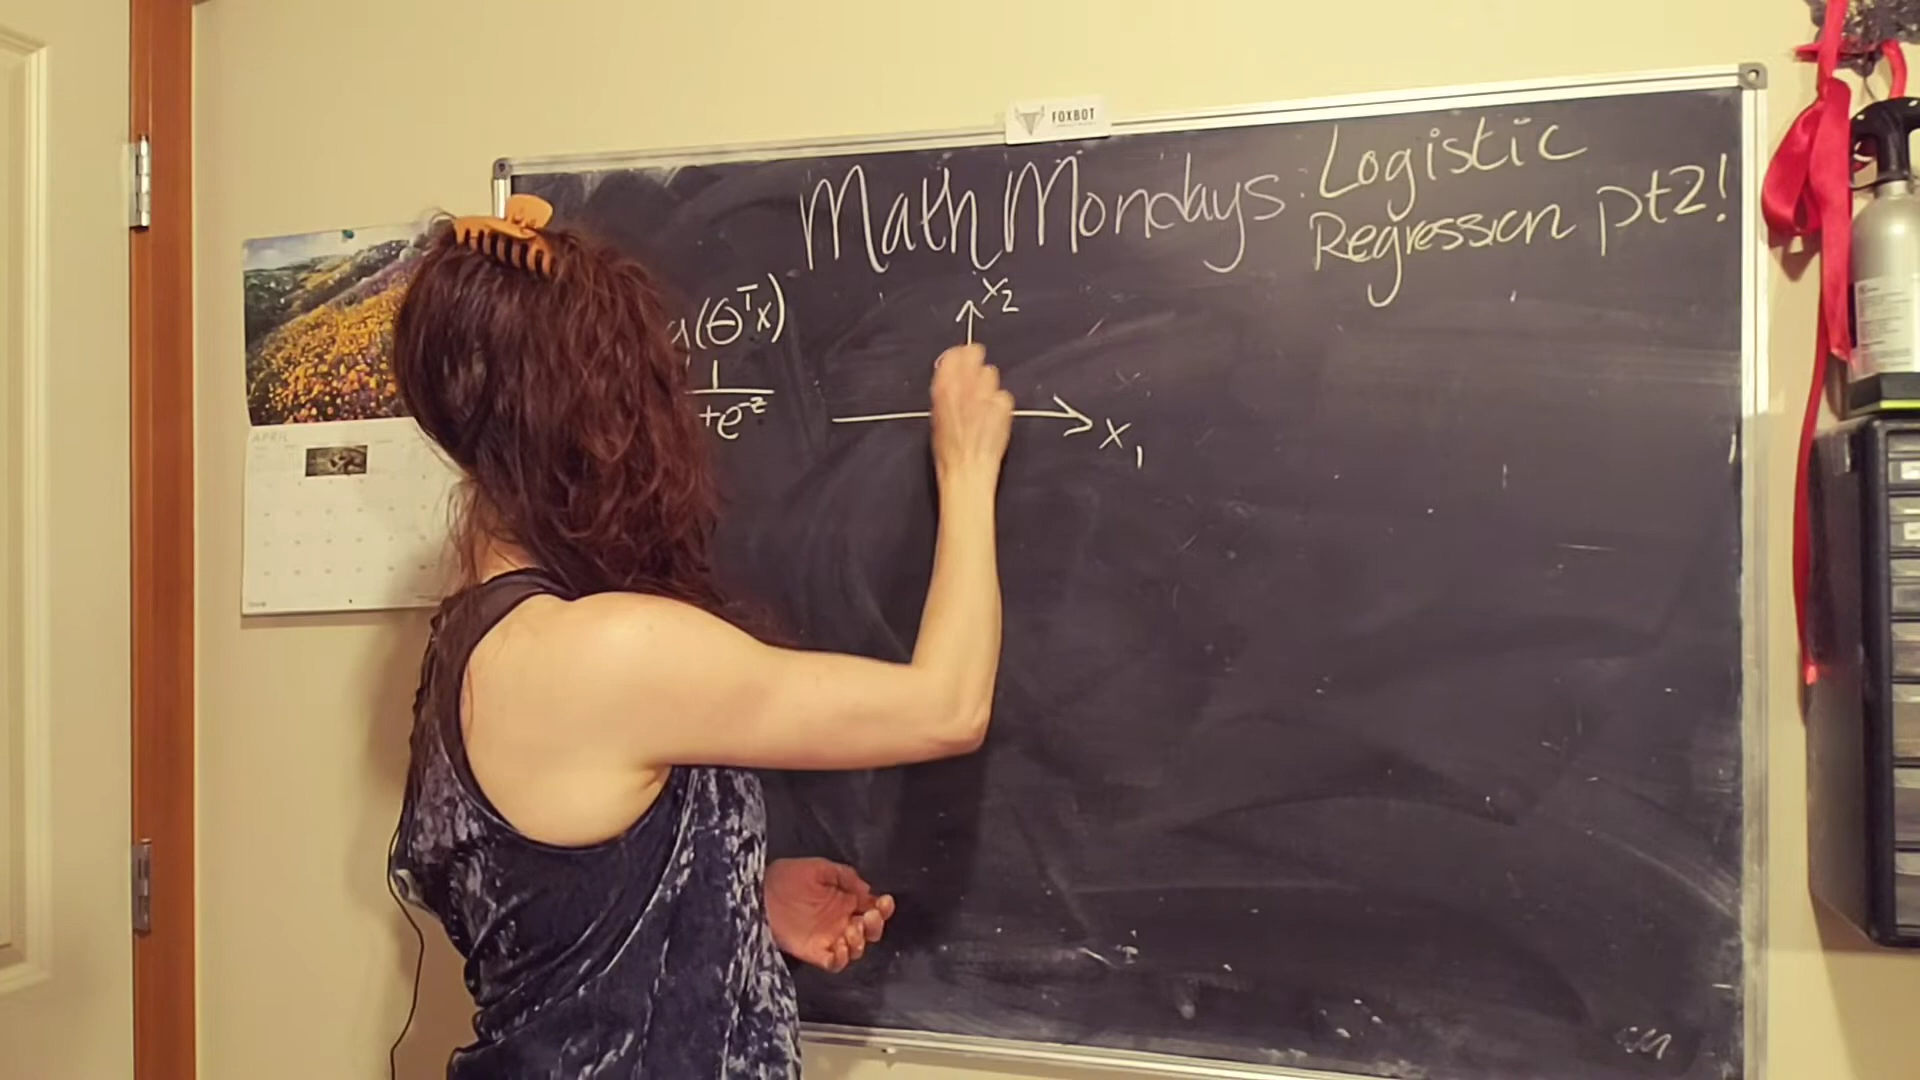 FOXBOT
Math Mondays: Logistic
Regression pt2!
g(θᵀx)
1
+e⁻ᶻ
x₂
x₁
APRIL